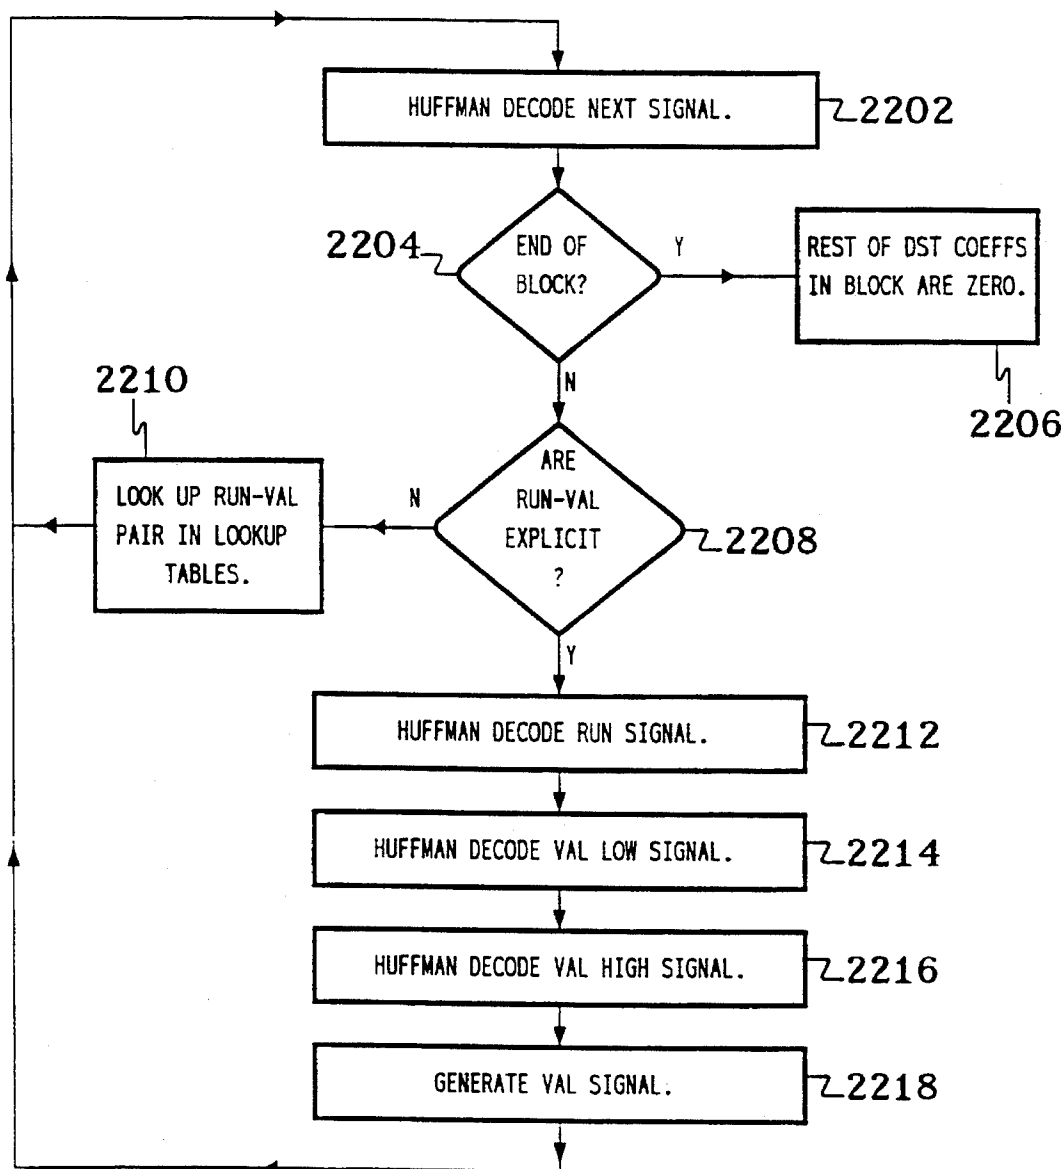 HUFFMAN DECODE NEXT SIGNAL.
2202
2204
END OF
BLOCK?
Y
REST OF DST COEFFS
IN BLOCK ARE ZERO.
2206
N
2210
LOOK UP RUN-VAL
PAIR IN LOOKUP
TABLES.
N
ARE
RUN-VAL
EXPLICIT
?
2208
Y
HUFFMAN DECODE RUN SIGNAL.
2212
HUFFMAN DECODE VAL LOW SIGNAL.
2214
HUFFMAN DECODE VAL HIGH SIGNAL.
2216
GENERATE VAL SIGNAL.
2218